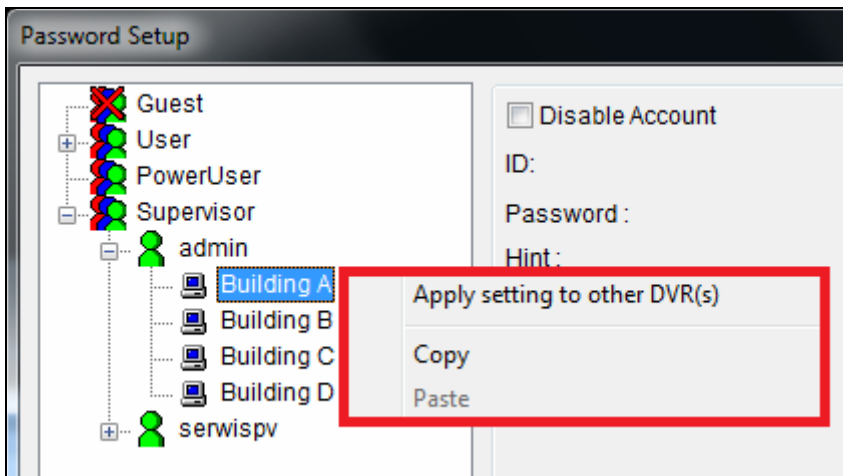 Password Setup
Guest
User
PowerUser
Supervisor
admin
Building A
Building B
Building C
Building D
serwispv
Disable Account
ID:
Password :
Hint :
Apply setting to other DVR(s)
Copy
Paste